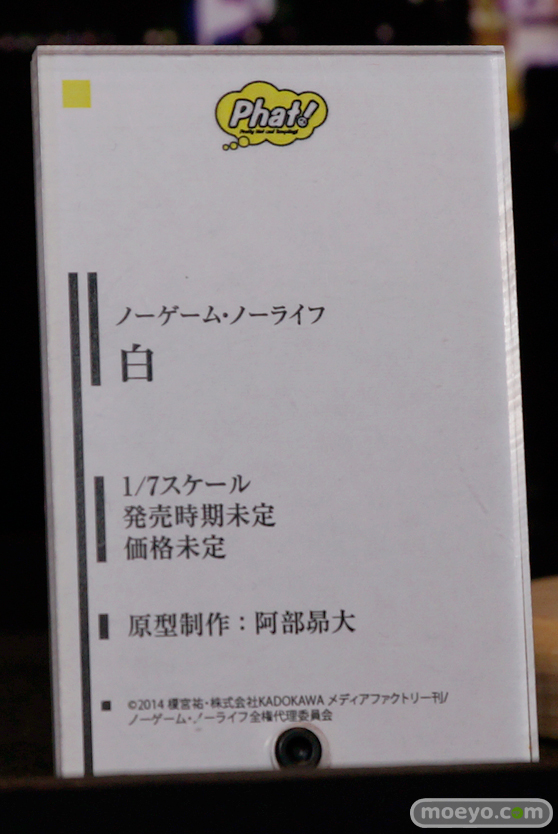 Phat!
ノーゲーム・ノーライフ
白
1/7スケール
発売時期未定
価格未定
原型制作：阿部昴大
©2014 榎宮祐・株式会社KADOKAWA メディアファクトリー刊/
ノーゲーム・ノーライフ全権代理委員会
moeyo.com